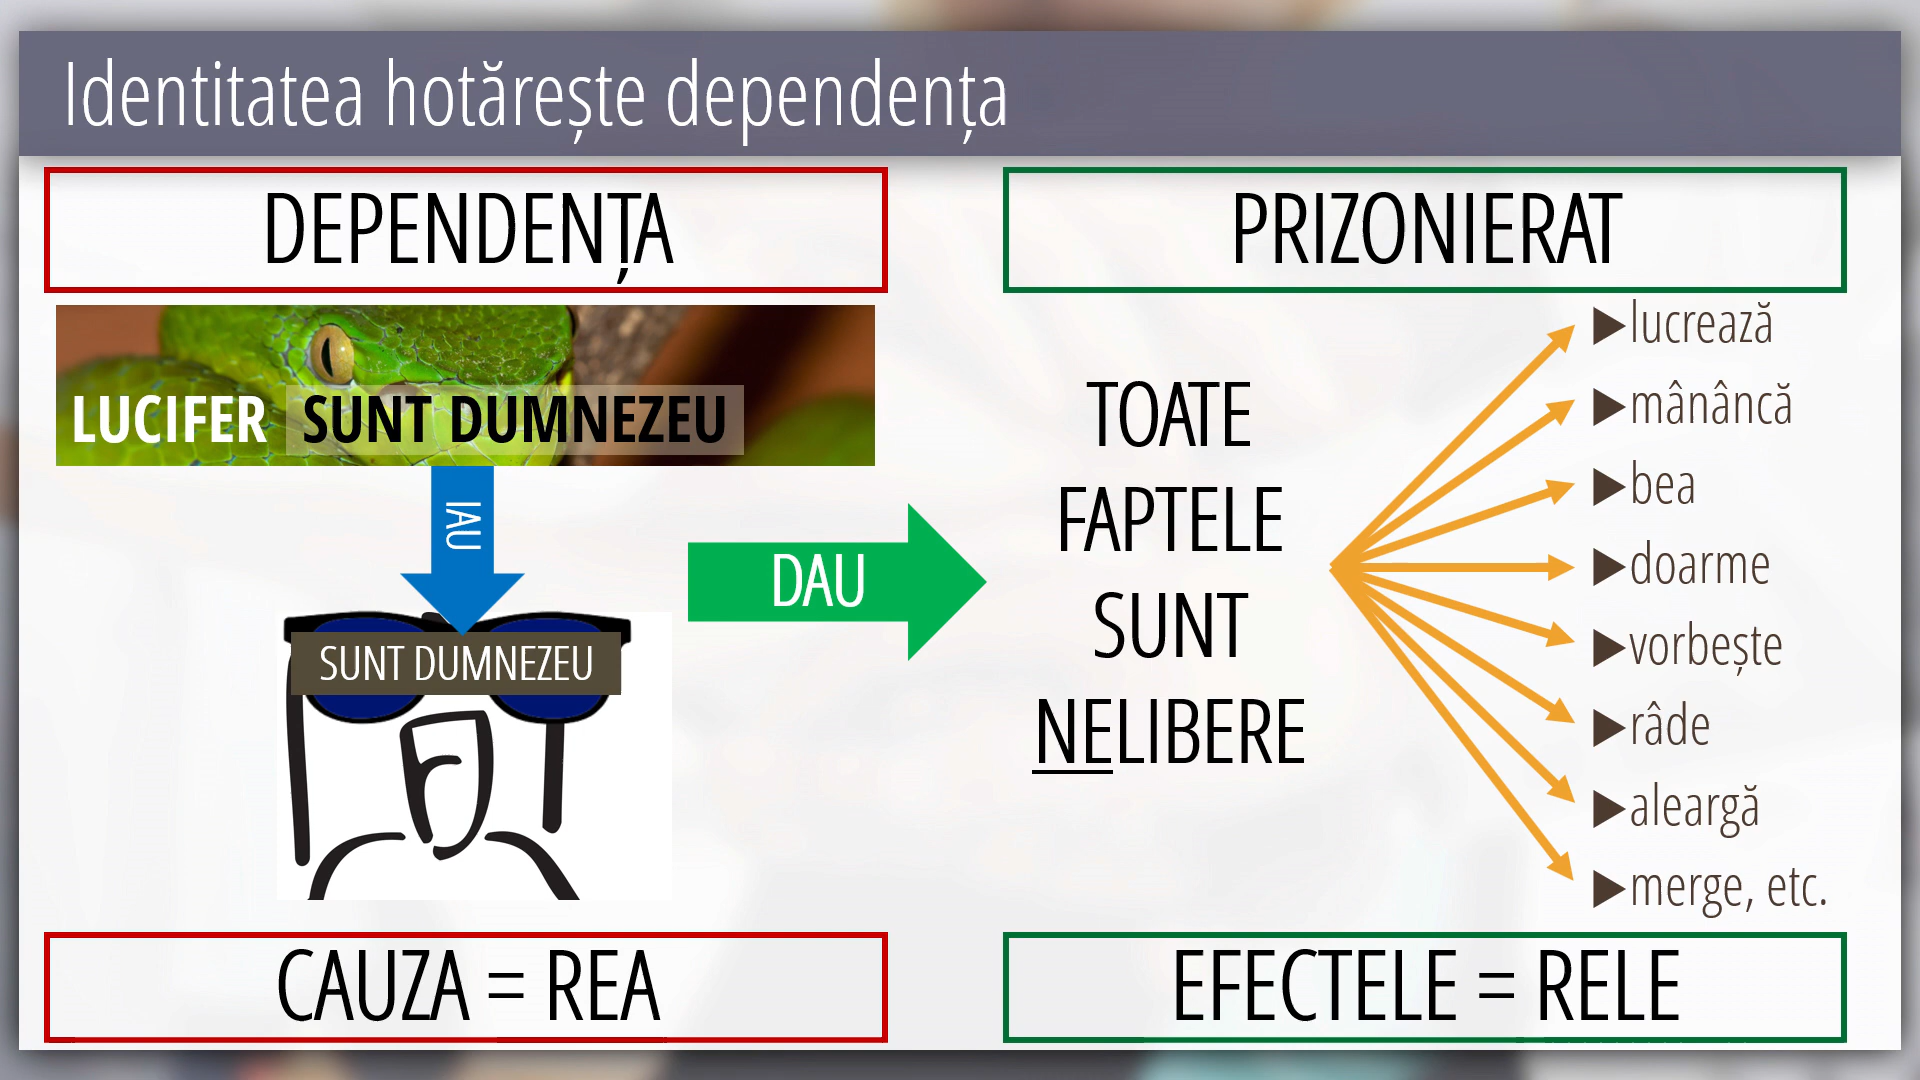 Identitatea hotărește dependența
DEPENDENȚA
LUCIFER SUNT DUMNEZEU
IAU
SUNT DUMNEZEU
CAUZA = REA
DAU
PRIZONIERAT
TOATE
FAPTELE
SUNT
NELIBERE
lucrează
mânâncă
bea
doarme
vorbește
râde
aleargă
merge, etc.
EFECTELE = RELE